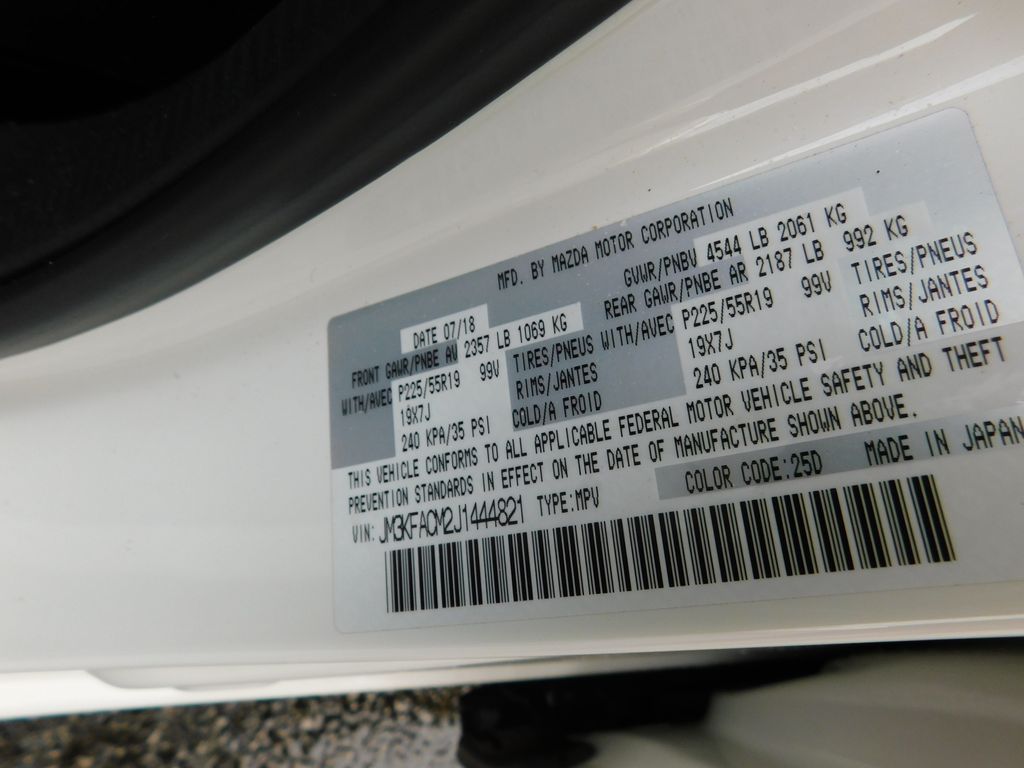 MFD. BY MAZDA MOTOR CORPORATION
DATE 07/18 GVWR/PNBV 4544 LB 2061 KG
FRONT GAWR/PNBE AV 2357 LB 1069 KG REAR GAWR/PNBE AR 2187 LB 992 KG
WITH/AVEC P225/55R19 99V TIRES/PNEUS WITH/AVEC P225/55R19 99V TIRES/PNEUS
19X7J RIMS/JANTES 19X7J RIMS/JANTES
240 KPA/35 PSI COLD/A FROID 240 KPA/35 PSI COLD/A FROID
THIS VEHICLE CONFORMS TO ALL APPLICABLE FEDERAL MOTOR VEHICLE SAFETY AND THEFT
PREVENTION STANDARDS IN EFFECT ON THE DATE OF MANUFACTURE SHOWN ABOVE.
VIN: JM3KFACM2J1444821 TYPE:MPV COLOR CODE:25D MADE IN JAPAN